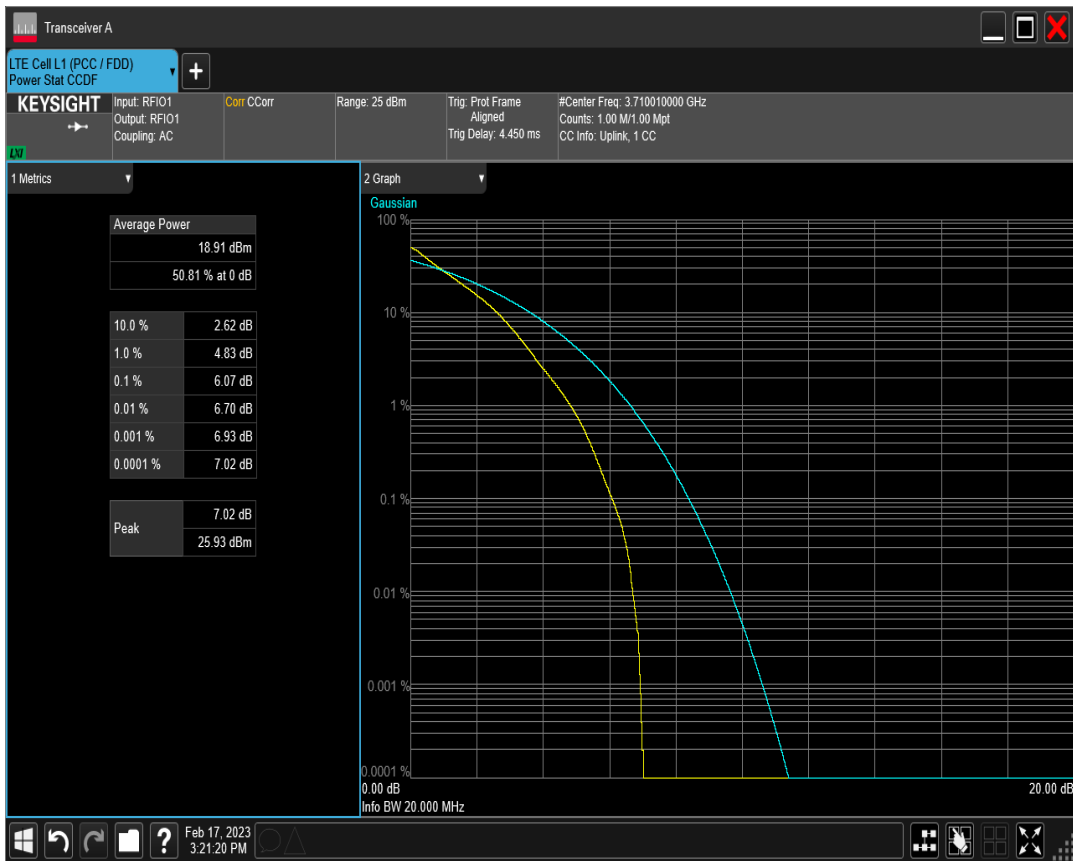 Transceiver A
LTE Cell L1 (PCC / FDD)
Power Stat CCDF
+
KEYSIGHT
LXI
Input: RFIO1
Output: RFIO1
Coupling: AC
Corr CCorr
Range: 25 dBm
Trig: Prot Frame
Aligned
Trig Delay: 4.450 ms
#Center Freq: 3.710010000 GHz
Counts: 1.00 M/1.00 Mpt
CC Info: Uplink, 1 CC
1 Metrics
Average Power
18.91 dBm
50.81 % at 0 dB
10.0 % 2.62 dB
1.0 % 4.83 dB
0.1 % 6.07 dB
0.01 % 6.70 dB
0.001 % 6.93 dB
0.0001 % 7.02 dB
Peak
7.02 dB
25.93 dBm
2 Graph
Gaussian
100 %
10 %
1 %
0.1 %
0.01 %
0.001 %
0.0001 %
0.00 dB 20.00 dB
Info BW 20.000 MHz
?
Feb 17, 2023
3:21:20 PM